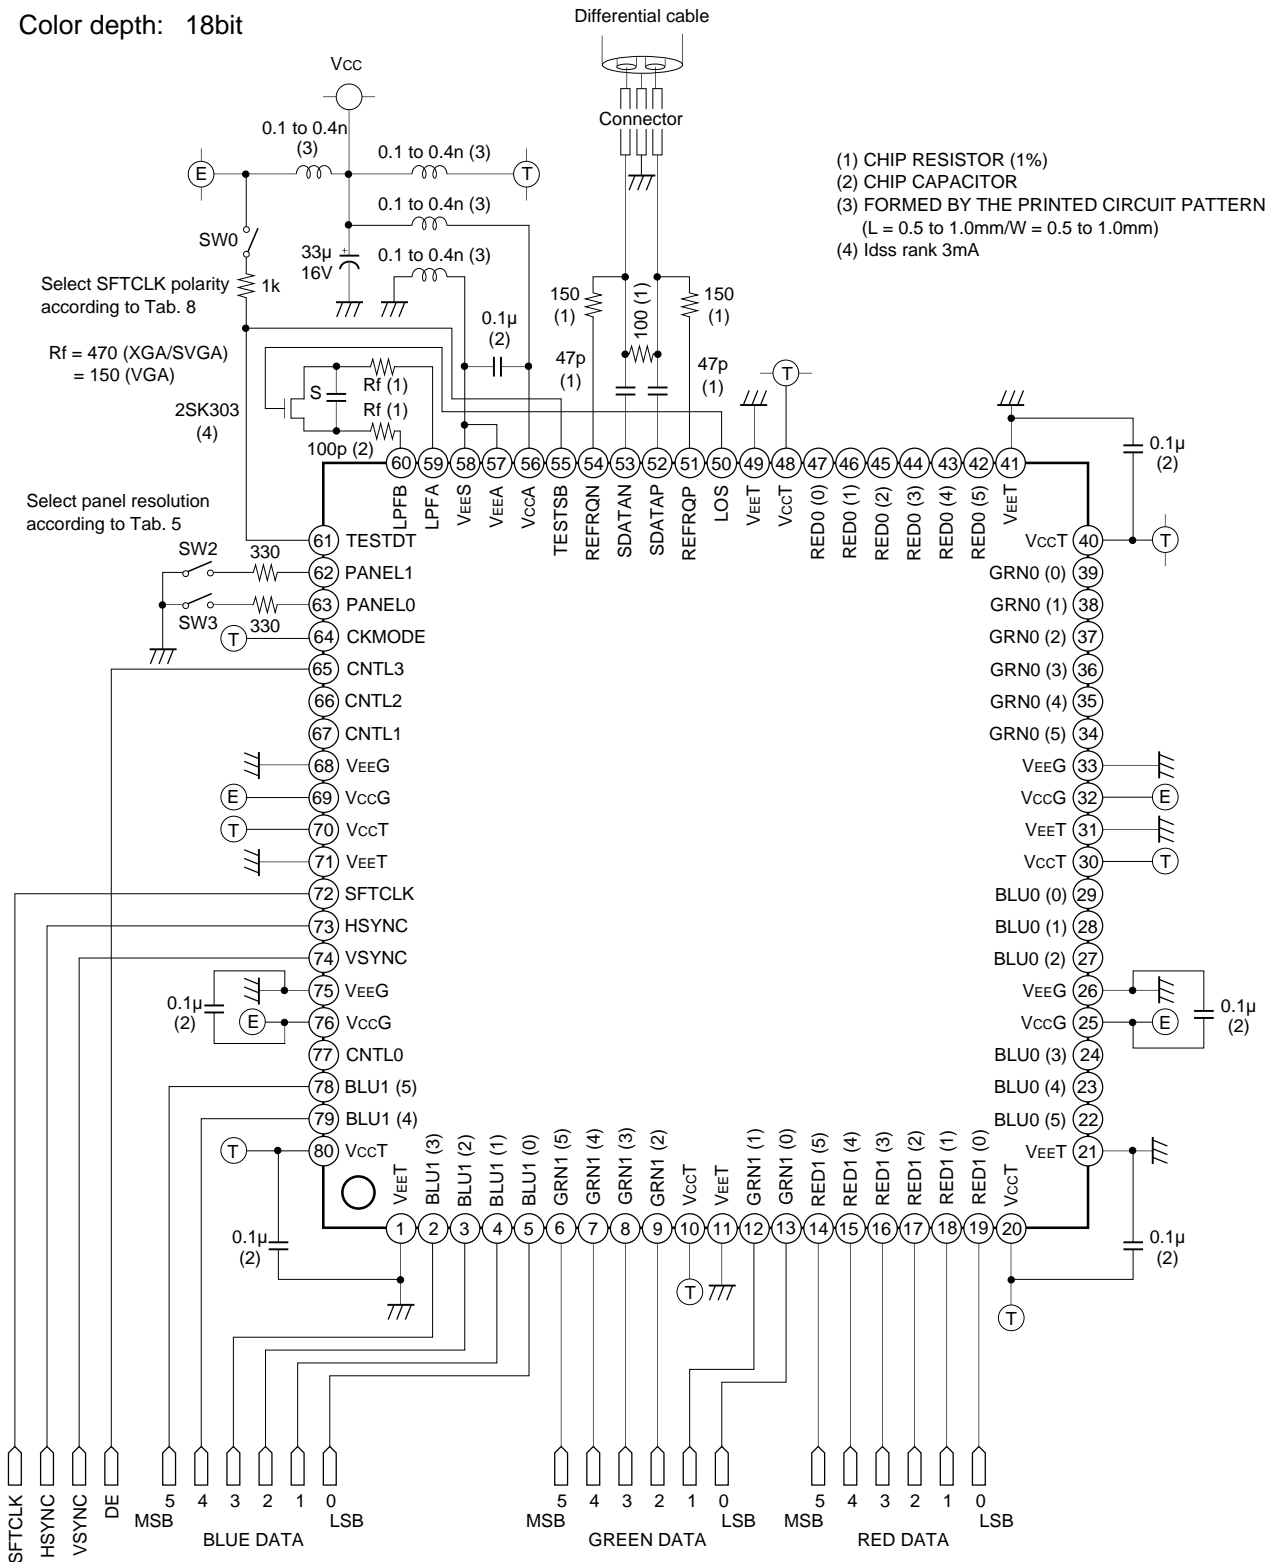 Color depth: 18bit
Differential cable
Vcc
Connector
0.1 to 0.4n
(3)
0.1 to 0.4n (3)
E
T
0.1 to 0.4n (3)
SW0
33µ
16V
+
0.1 to 0.4n (3)
(1) CHIP RESISTOR (1%)
(2) CHIP CAPACITOR
(3) FORMED BY THE PRINTED CIRCUIT PATTERN
(L = 0.5 to 1.0mm/W = 0.5 to 1.0mm)
(4) Idss rank 3mA
Select SFTCLK polarity
according to Tab. 8
1k
150
(1)
100 (1)
150
(1)
0.1µ
(2)
Rf = 470 (XGA/SVGA)
= 150 (VGA)
47p
(1)
47p
(1)
T
S
Rf (1)
Rf (1)
2SK303
(4)
100p (2)
0.1µ
(2)
60 59 58 57 56 55 54 53 52 51 50 49 48 47 46 45 44 43 42 41
LPFB
LPFA
VEES
VEEA
VCCA
TESTSB
REFRQN
SDATAN
SDATAP
REFRQP
LOS
VEET
VCCT
RED0 (0)
RED0 (1)
RED0 (2)
RED0 (3)
RED0 (4)
RED0 (5)
VEET
Select panel resolution
according to Tab. 5
SW2
330
SW3
330
T
61 TESTDT
62 PANEL1
63 PANEL0
64 CKMODE
65 CNTL3
66 CNTL2
67 CNTL1
68 VEEG
E 69 VCCG
T 70 VCCT
71 VEET
72 SFTCLK
73 HSYNC
74 VSYNC
75 VEEG
0.1µ
(2)
E 76 VCCG
77 CNTL0
78 BLU1 (5)
79 BLU1 (4)
T 80 VCCT
VCCT 40 T
GRN0 (0) 39
GRN0 (1) 38
GRN0 (2) 37
GRN0 (3) 36
GRN0 (4) 35
GRN0 (5) 34
VEEG 33
VCCG 32 E
VEET 31
VCCT 30 T
BLU0 (0) 29
BLU0 (1) 28
BLU0 (2) 27
VEEG 26
VCCG 25 E
0.1µ
(2)
BLU0 (3) 24
BLU0 (4) 23
BLU0 (5) 22
VEET 21
VEET
BLU1 (3)
BLU1 (2)
BLU1 (1)
BLU1 (0)
GRN1 (5)
GRN1 (4)
GRN1 (3)
GRN1 (2)
VCCT
VEET
GRN1 (1)
GRN1 (0)
RED1 (5)
RED1 (4)
RED1 (3)
RED1 (2)
RED1 (1)
RED1 (0)
VCCT
1 2 3 4 5 6 7 8 9 10 11 12 13 14 15 16 17 18 19 20
0.1µ
(2)
0.1µ
(2)
T
T
SFTCLK
HSYNC
VSYNC
DE
5 4 3 2 1 0
MSB LSB
BLUE DATA
5 4 3 2 1 0
MSB LSB
GREEN DATA
5 4 3 2 1 0
MSB LSB
RED DATA